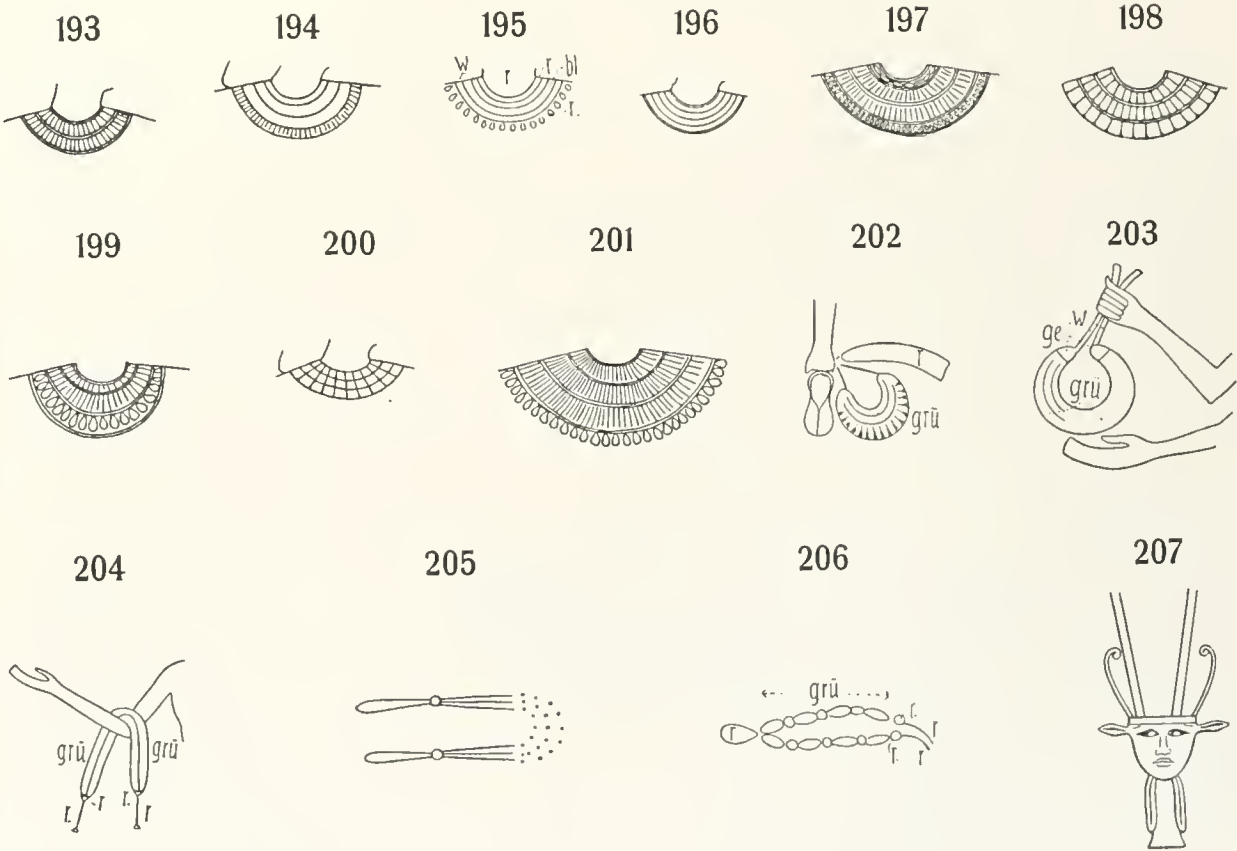 193 194 195 196 197 198
w r r. bl
r.
199 200 201 202 203
r
grü
ge w
grü
204 205 206 207
grü grü
r. r r. r
grü
r r. r
r. r